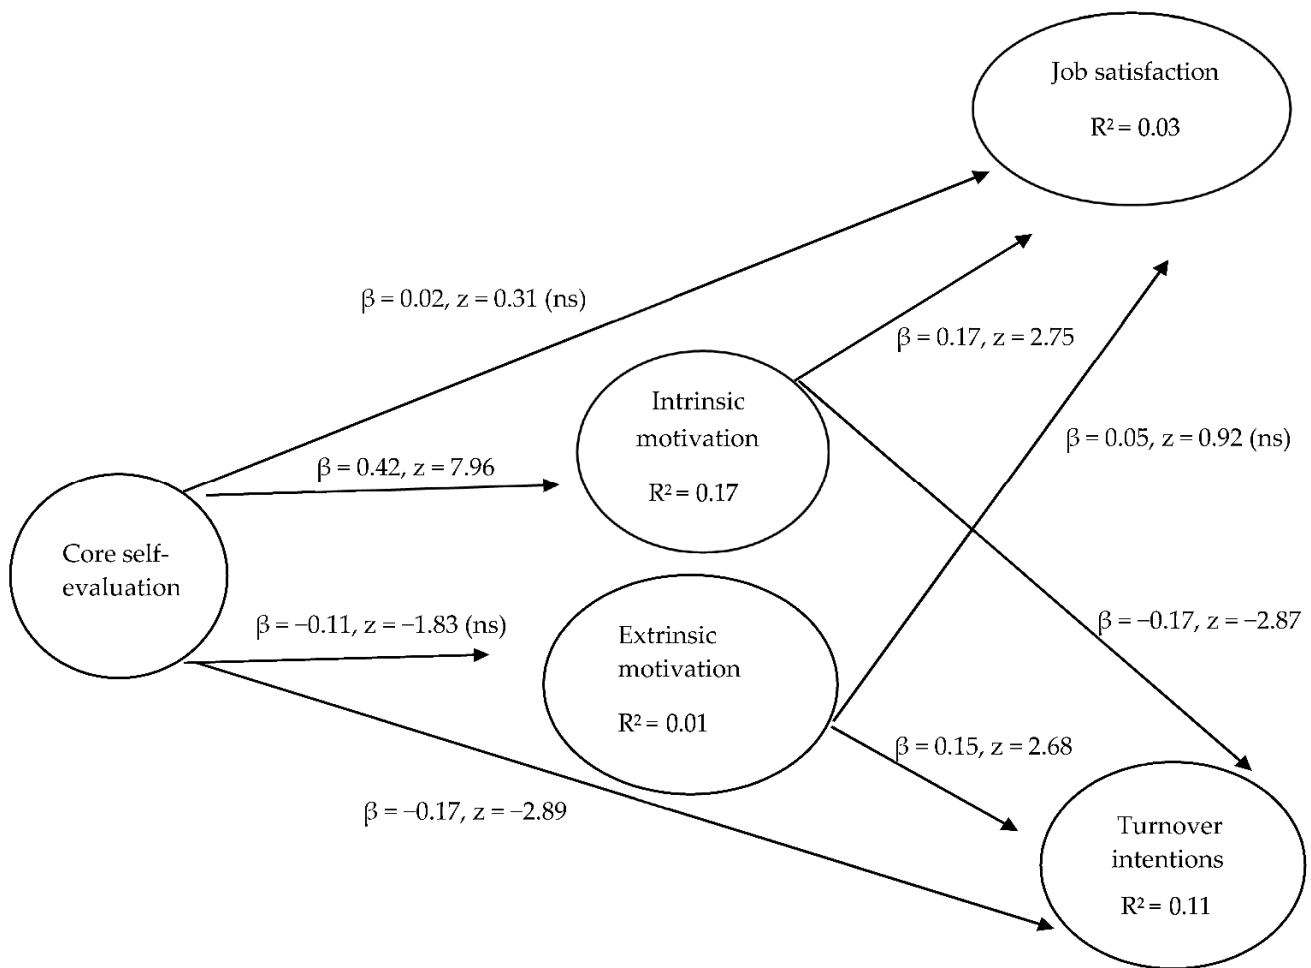 Job satisfaction
R² = 0.03
β = 0.02, z = 0.31 (ns)
β = 0.17, z = 2.75
Intrinsic
motivation
R² = 0.17
β = 0.05, z = 0.92 (ns)
β = 0.42, z = 7.96
Core self-
evaluation
β = −0.11, z = −1.83 (ns)
Extrinsic
motivation
R² = 0.01
β = −0.17, z = −2.87
β = 0.15, z = 2.68
β = −0.17, z = −2.89
Turnover
intentions
R² = 0.11